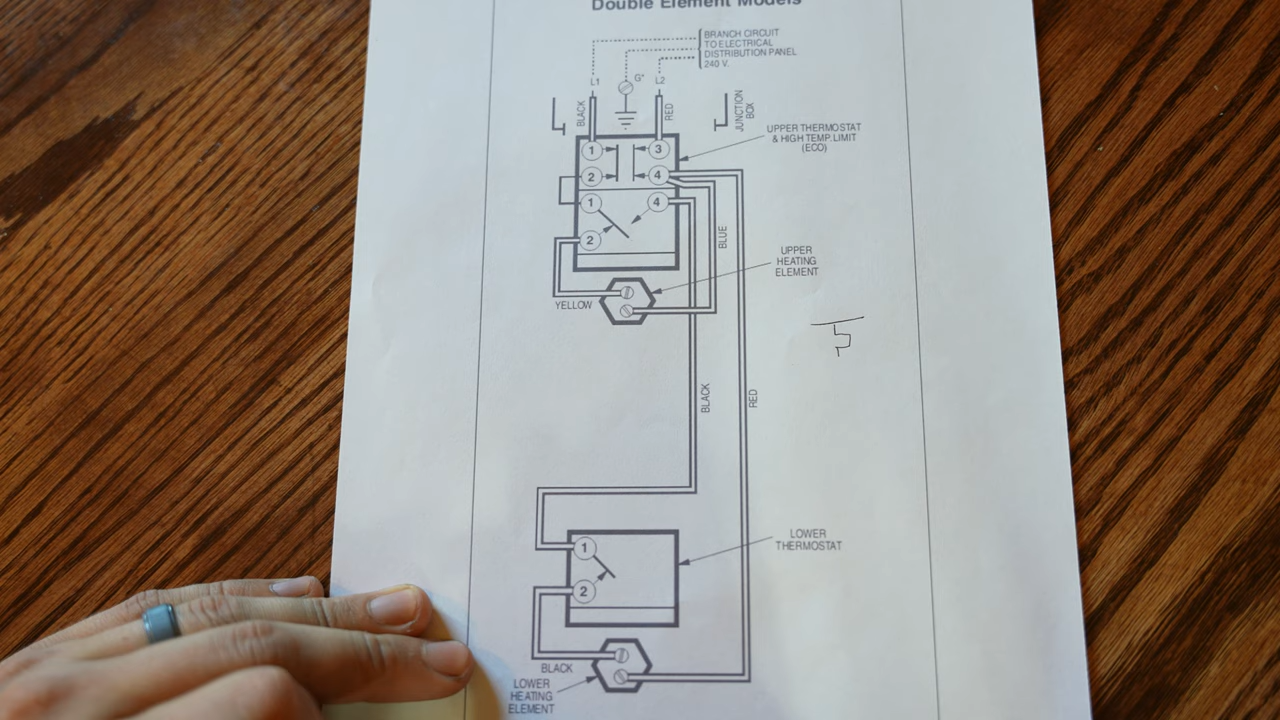 Double Element Models
BRANCH CIRCUIT
TO ELECTRICAL
DISTRIBUTION PANEL
240 V.
L1
G*
L2
BLACK
RED
JUNCTION
BOX
UPPER THERMOSTAT
& HIGH TEMP. LIMIT
(ECO)
1
3
2
4
1
4
2
BLUE
UPPER
HEATING
ELEMENT
YELLOW
5
BLACK
RED
1
2
LOWER
THERMOSTAT
BLACK
LOWER
HEATING
ELEMENT